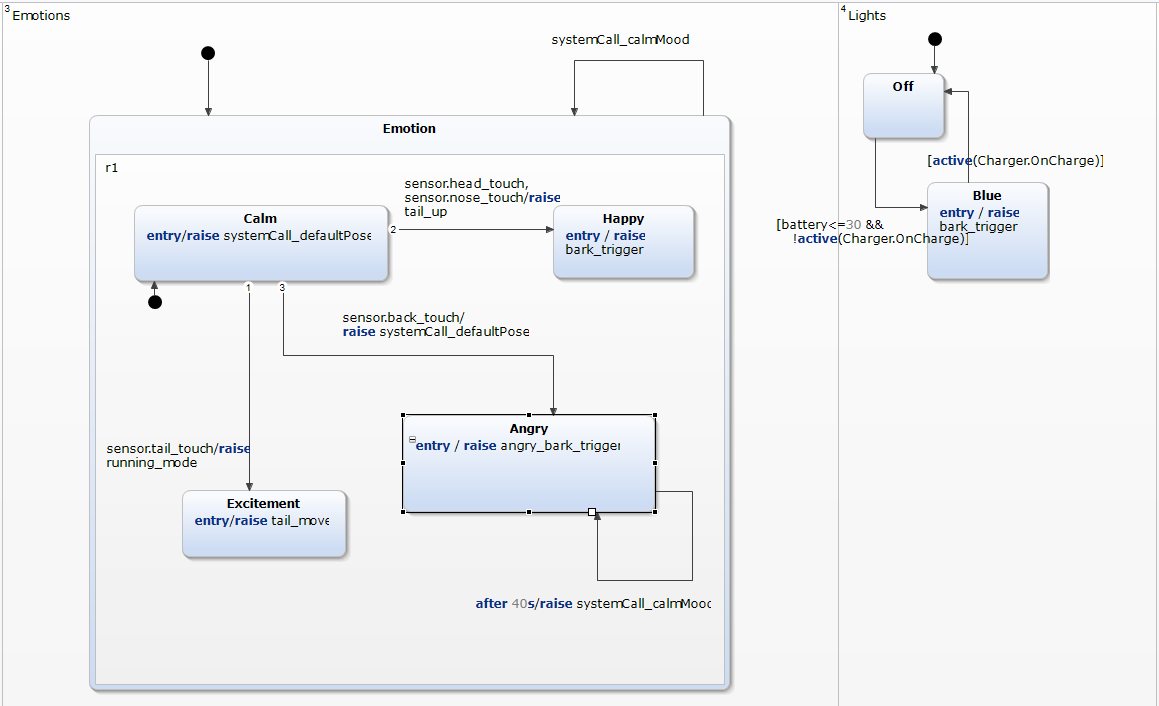 3
Emotions
systemCall_calmMood
Emotion
r1
Calm
entry/raise systemCall_defaultPose
sensor.head_touch,
sensor.nose_touch/raise
tail_up
2
Happy
entry / raise
bark_trigger
1
3
sensor.back_touch/
raise systemCall_defaultPose
Angry
entry / raise angry_bark_trigger
sensor.tail_touch/raise
running_mode
Excitement
entry/raise tail_move
after 40s/raise systemCall_calmMood
4
Lights
Off
[active(Charger.OnCharge)]
Blue
entry / raise
bark_trigger
[battery<=30 &&
!active(Charger.OnCharge)]